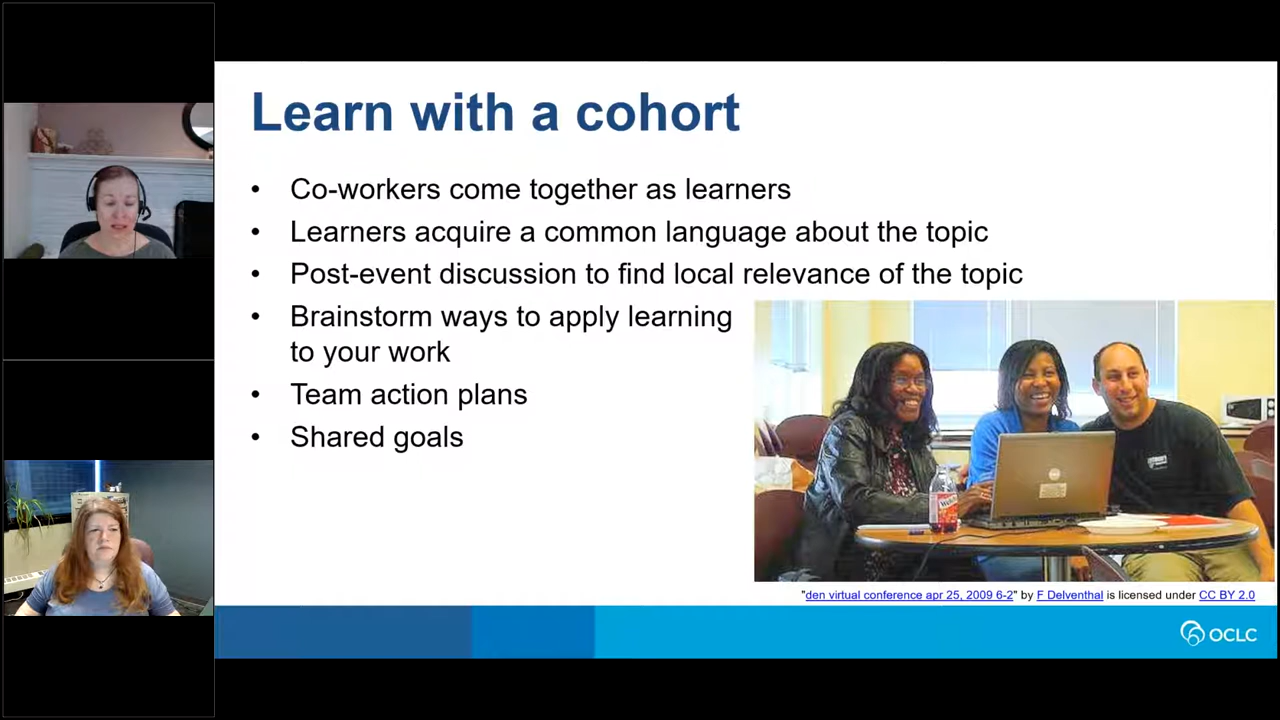 Learn with a cohort
• Co-workers come together as learners
• Learners acquire a common language about the topic
• Post-event discussion to find local relevance of the topic
• Brainstorm ways to apply learning
to your work
• Team action plans
• Shared goals
"den virtual conference apr 25, 2009 6-2" by F Delventhal is licensed under CC BY 2.0
OCLC